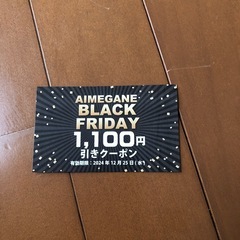 AIMEGANE
BLACK
FRIDAY
1,100円
引きクーポン
有効期限：2024年12月25日(水)